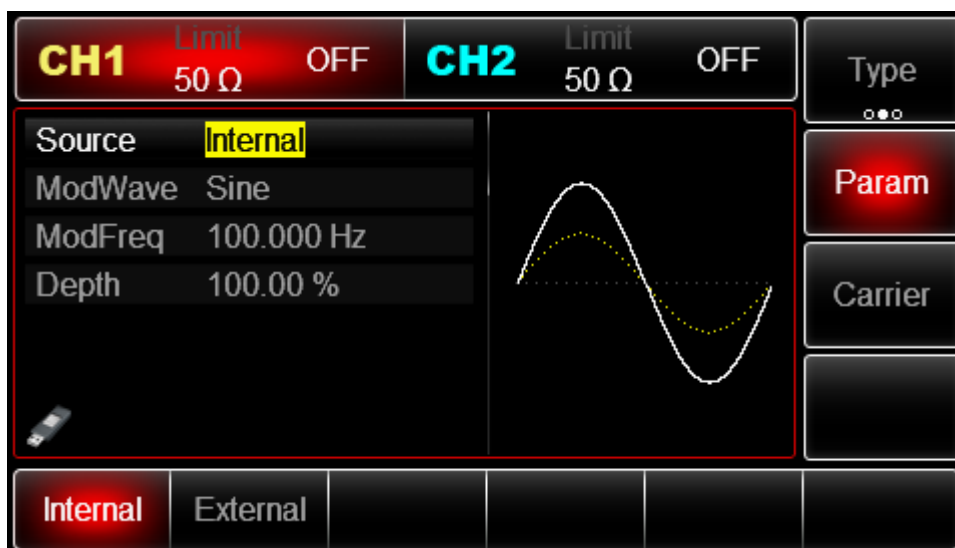 CH1 Limit 50 Ω OFF
CH2 Limit 50 Ω OFF
Type
Source Internal
ModWave Sine
ModFreq 100.000 Hz
Depth 100.00 %
Param
Carrier
Internal External